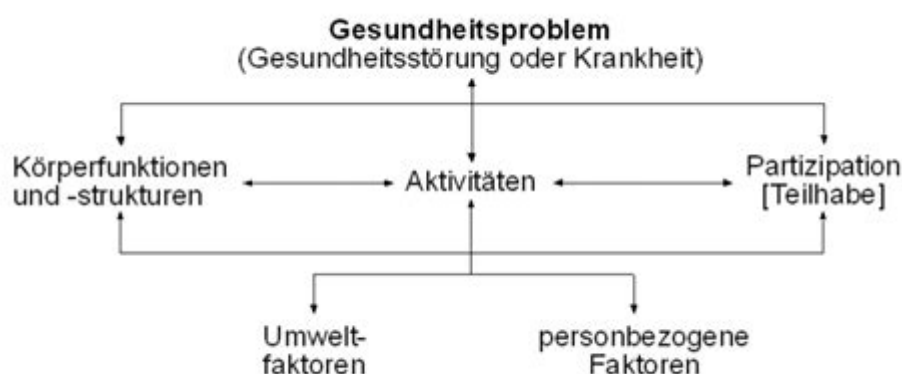 Gesundheitsproblem
(Gesundheitsstörung oder Krankheit)
Körperfunktionen
und -strukturen
Aktivitäten
Partizipation
[Teilhabe]
Umwelt-
faktoren
personbezogene
Faktoren